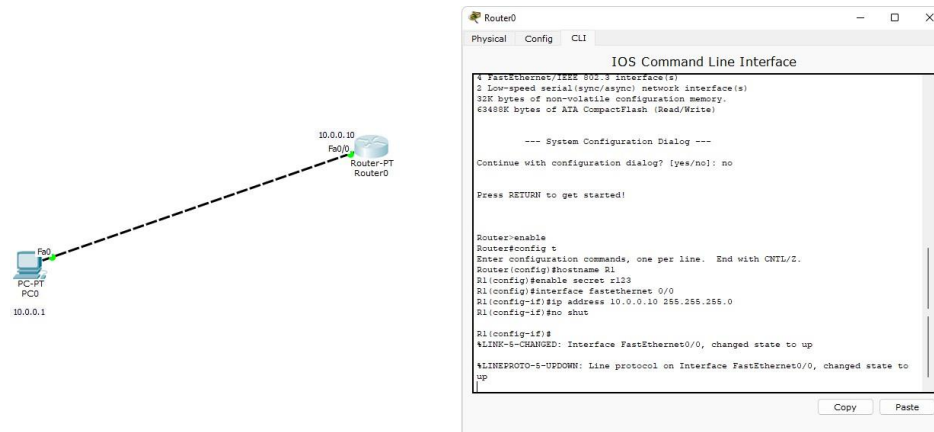 10.0.0.10
Fa0/0
Router-PT
Router0
Fa0
PC-PT
PC0
10.0.0.1
Router0
Physical Config CLI
IOS Command Line Interface
4 FastEthernet/IEEE 802.3 interface(s)
2 Low-speed serial(sync/async) network interface(s)
32K bytes of non-volatile configuration memory.
63488K bytes of ATA CompactFlash (Read/Write)
--- System Configuration Dialog ---
Continue with configuration dialog? [yes/no]: no
Press RETURN to get started!
Router>enable
Router#config t
Enter configuration commands, one per line. End with CNTL/Z.
Router(config)#hostname R1
R1(config)#enable secret r123
R1(config)#interface fastethernet 0/0
R1(config-if)#ip address 10.0.0.10 255.255.255.0
R1(config-if)#no shut
R1(config-if)#
%LINK-5-CHANGED: Interface FastEthernet0/0, changed state to up
%LINEPROTO-5-UPDOWN: Line protocol on Interface FastEthernet0/0, changed state to
up
Copy Paste